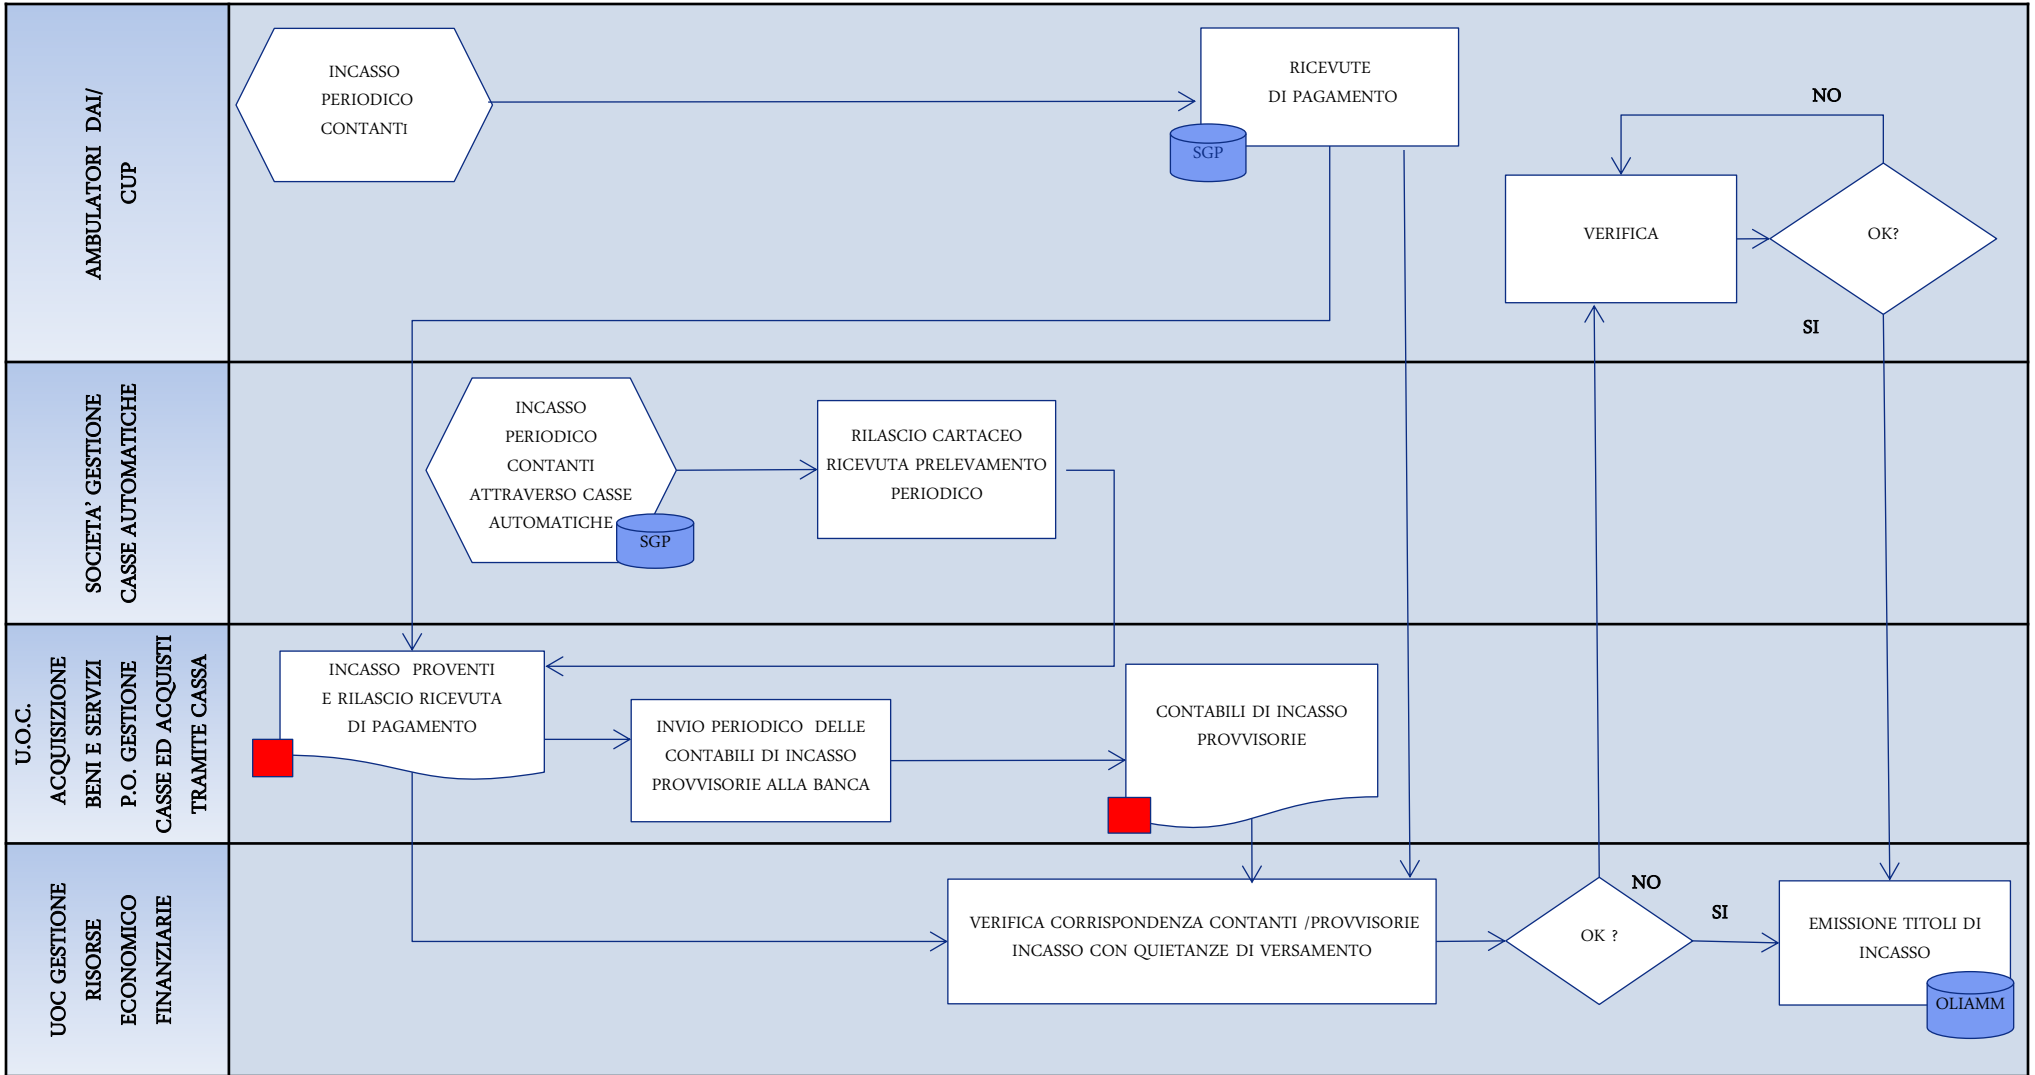 AMBULATORI DAI/
CUP
INCASSO
PERIODICO
CONTANTI
RICEVUTE
DI PAGAMENTO
SGP
NO
VERIFICA
OK?
SI
SOCIETA' GESTIONE
CASSE AUTOMATICHE
INCASSO
PERIODICO
CONTANTI
ATTRAVERSO CASSE
AUTOMATICHE
SGP
RILASCIO CARTACEO
RICEVUTA PRELEVAMENTO
PERIODICO
U.O.C.
ACQUISIZIONE
BENI E SERVIZI
P.O. GESTIONE
CASSE ED ACQUISTI
TRAMITE CASSA
INCASSO PROVENTI
E RILASCIO RICEVUTA
DI PAGAMENTO
INVIO PERIODICO DELLE
CONTABILI DI INCASSO
PROVVISORIE ALLA BANCA
CONTABILI DI INCASSO
PROVVISORIE
UOC GESTIONE
RISORSE
ECONOMICO
FINANZIARIE
VERIFICA CORRISPONDENZA CONTANTI /PROVVISORIE
INCASSO CON QUIETANZE DI VERSAMENTO
OK ?
NO
SI
EMISSIONE TITOLI DI
INCASSO
OLIAMM